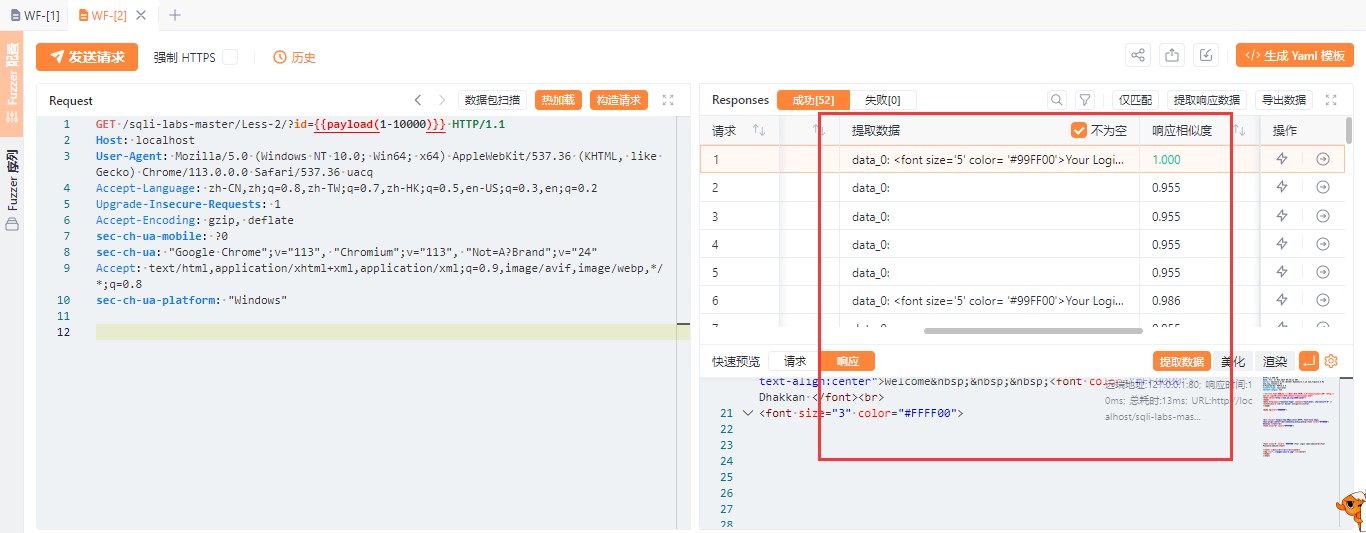 WF-[1]
WF-[2]
Fuzzer 配置
Fuzzer 序列
发送请求
强制 HTTPS
历史
生成 Yaml 模板
Request
数据包扫描
热加载
构造请求
1 GET /sqli-labs-master/Less-2/?id={{payload(1-10000)}} HTTP/1.1
2 Host: localhost
3 User-Agent: Mozilla/5.0 (Windows NT 10.0; Win64; x64) AppleWebKit/537.36 (KHTML, like
Gecko) Chrome/113.0.0.0 Safari/537.36 uacq
4 Accept-Language: zh-CN,zh;q=0.8,zh-TW;q=0.7,zh-HK;q=0.5,en-US;q=0.3,en;q=0.2
5 Upgrade-Insecure-Requests: 1
6 Accept-Encoding: gzip, deflate
7 sec-ch-ua-mobile: ?0
8 sec-ch-ua: "Google Chrome";v="113", "Chromium";v="113", "Not=A?Brand";v="24"
9 Accept: text/html,application/xhtml+xml,application/xml;q=0.9,image/avif,image/webp,*/
*;q=0.8
10 sec-ch-ua-platform: "Windows"
11
12
Responses 成功[52] 失败[0] 仅匹配 提取响应数据 导出数据
请求 提取数据 不为空 响应相似度 操作
1 data_0: <font size='5' color= '#99FF00'>Your Logi... 1.000
2 data_0: 0.955
3 data_0: 0.955
4 data_0: 0.955
5 data_0: 0.955
6 data_0: <font size='5' color= '#99FF00'>Your Logi... 0.986
快速预览 请求 响应 提取数据 美化 渲染
text-align:center">Welcome&nbsp;&nbsp;&nbsp;<font
Dhakkan </font><br>
21 <font size="3" color="#FFFF00">
22
23
24
25
26
27
28
远端地址:127.0.0.1:80; 响应时间:1
0ms; 总耗时:13ms; URL:http://loc
alhost/sqli-labs-mas...